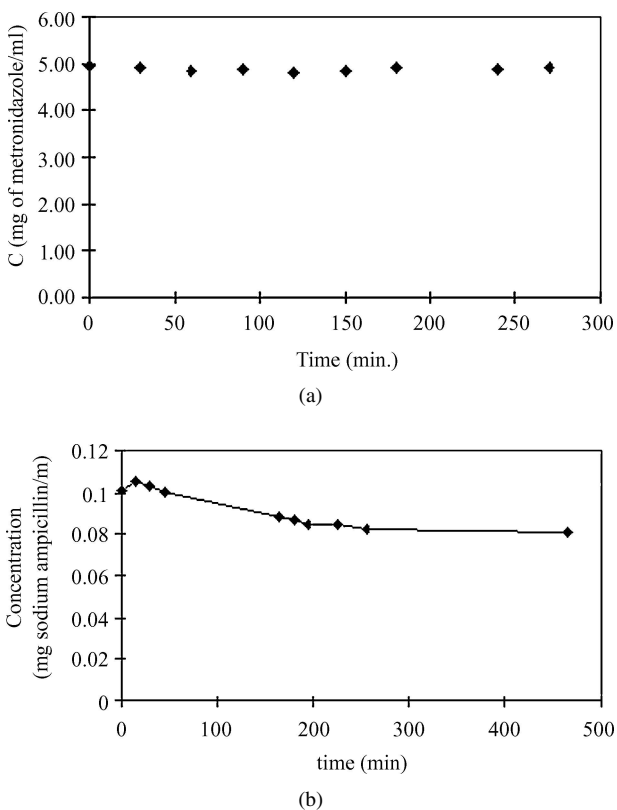 6.00
5.00
4.00
3.00
2.00
1.00
0.00
C (mg of metronidazole/ml)
0 50 100 150 200 250 300
Time (min.)
(a)
0.12
0.1
0.08
0.06
0.04
0.02
0
Concentration
(mg sodium ampicillin/m)
0 100 200 300 400 500
time (min)
(b)